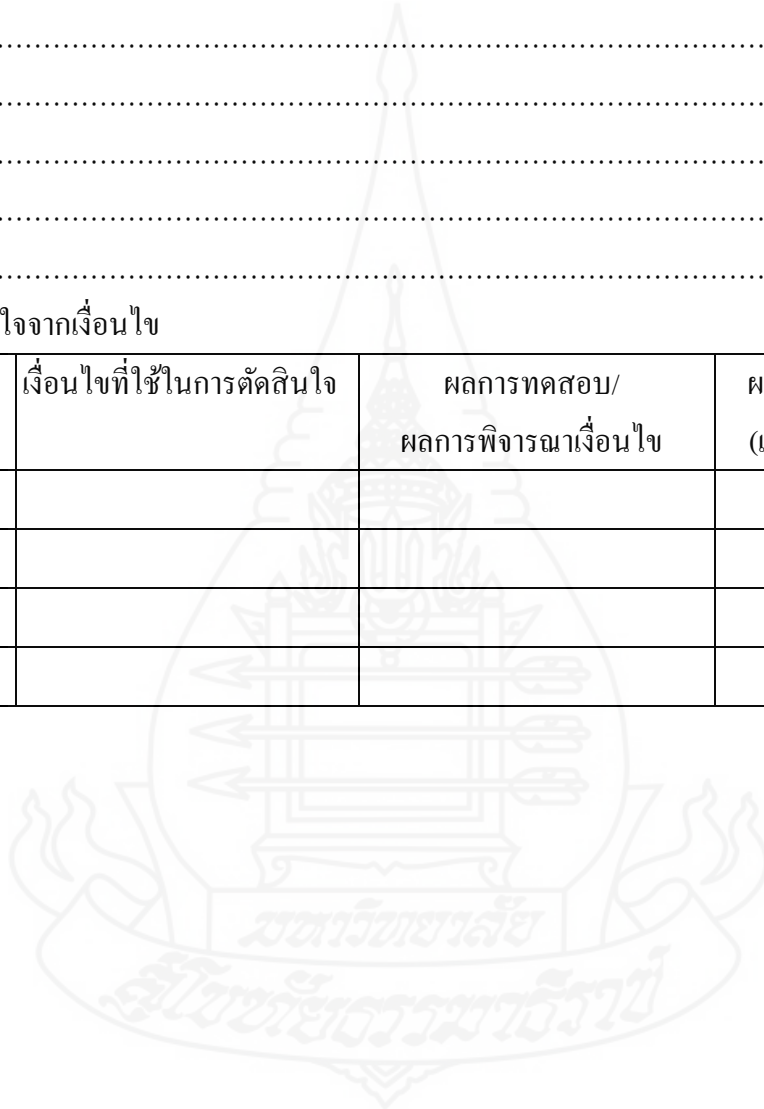 ................................................................................
................................................................................
................................................................................
................................................................................
................................................................................
ใจจากเงื่อนไข
เงื่อนไขที่ใช้ในการตัดสินใจ ผลการทดสอบ/ ผ
ผลการพิจารณาเงื่อนไข (เ
มหาวิทยาลัย
สุโขทัยธรรมาธิราช